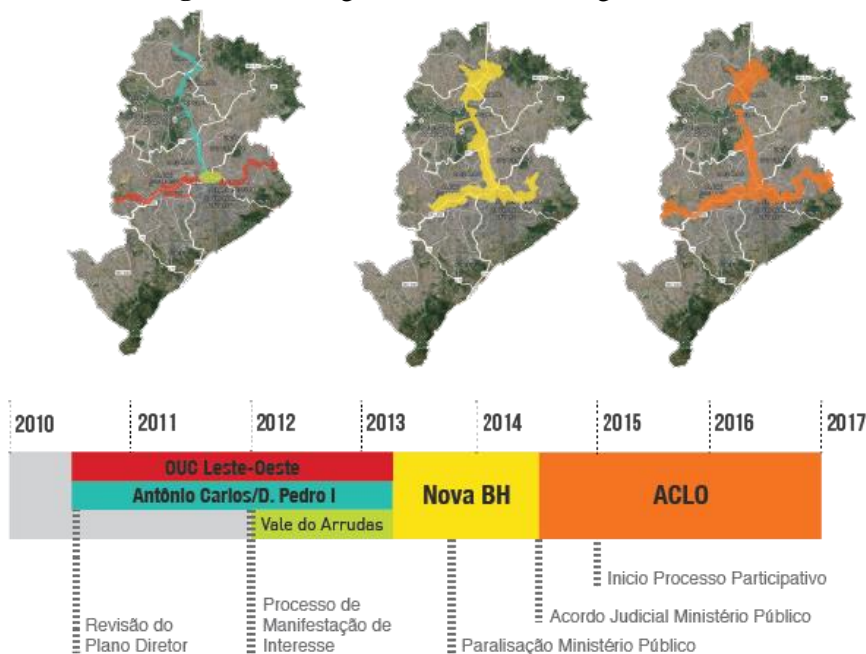 2010
2011
2012
2013
2014
2015
2016
2017
OUC Leste-Oeste
Antônio Carlos/D. Pedro I
Vale do Arrudas
Nova BH
ACLO
Revisão do
Plano Diretor
Processo de
Manifestação de
Interesse
Paralisação Ministério Público
Acordo Judicial Ministério Público
Inicio Processo Participativo